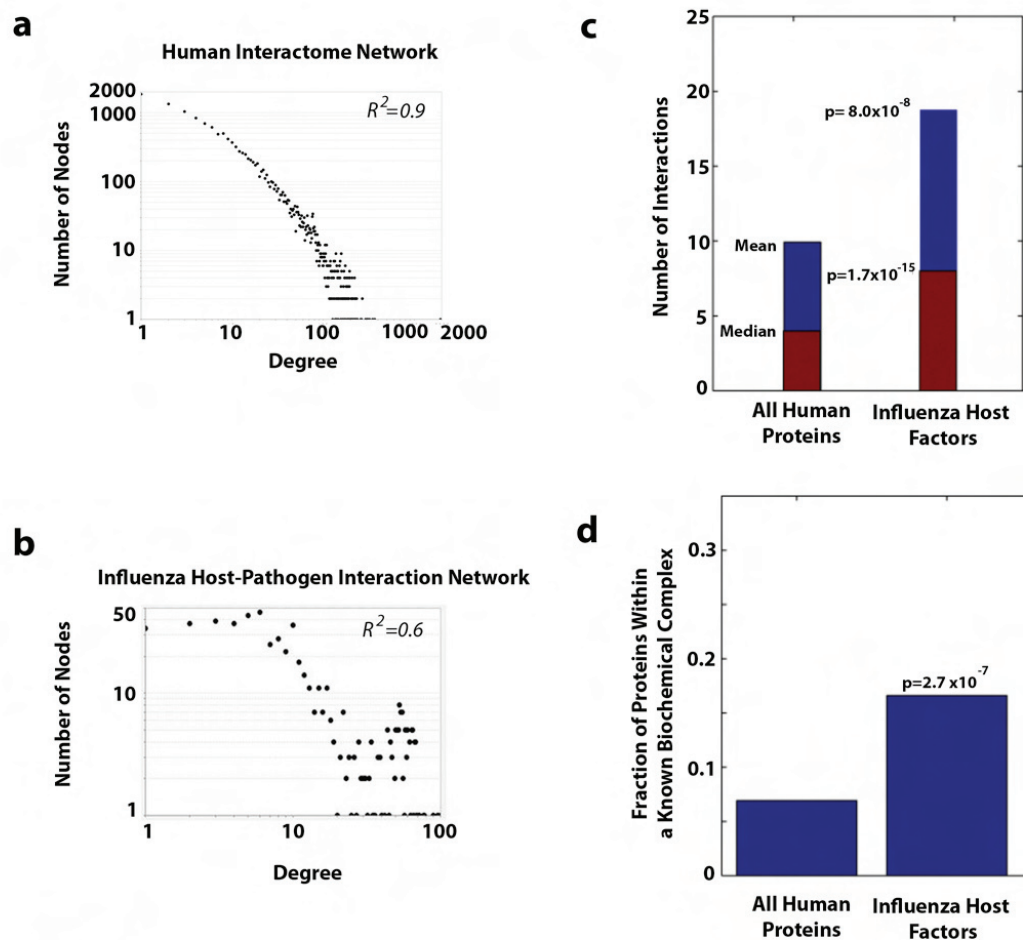 a
Human Interactome Network
R²=0.9
Number of Nodes
2000
1000
100
10
1
1
10
100
1000
2000
Degree
b
Influenza Host-Pathogen Interaction Network
R²=0.6
Number of Nodes
50
10
1
1
10
100
Degree
c
Number of Interactions
25
20
15
10
5
0
p= 8.0x10⁻⁸
Mean
p=1.7x10⁻¹⁵
Median
All Human
Proteins
Influenza Host
Factors
d
Fraction of Proteins Within
a Known Biochemical Complex
0.3
0.2
0.1
0
p=2.7 x10⁻⁷
All Human
Proteins
Influenza Host
Factors